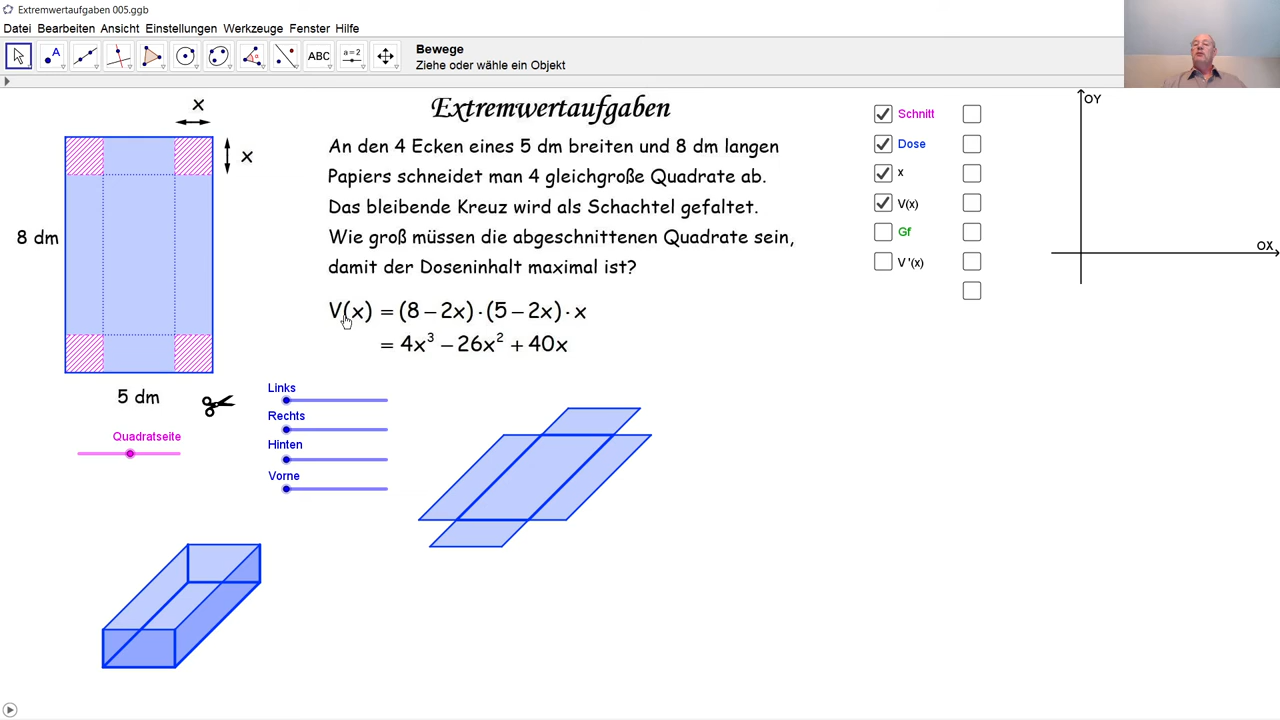 Extremwertaufgaben 005.ggb
Datei Bearbeiten Ansicht Einstellungen Werkzeuge Fenster Hilfe
A
ABC
a=2
Bewege
Ziehe oder wähle ein Objekt
Extremwertaufgaben
An den 4 Ecken eines 5 dm breiten und 8 dm langen
Papiers schneidet man 4 gleichgroße Quadrate ab.
Das bleibende Kreuz wird als Schachtel gefaltet.
Wie groß müssen die abgeschnittenen Quadrate sein,
damit der Doseninhalt maximal ist?
V(x) = (8 − 2x) · (5 − 2x) · x
= 4x³ − 26x² + 40x
x
x
8 dm
5 dm
Quadratseite
Links
Rechts
Hinten
Vorne
Schnitt
Dose
x
V(x)
Gf
V '(x)
OY
OX